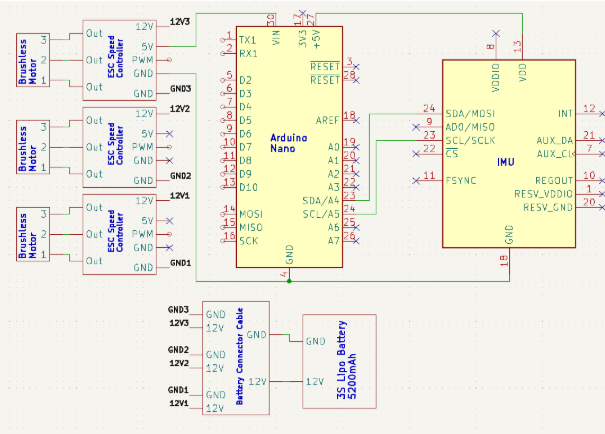 12V3
12V
5V
PWM
GND
GND
GND3
Out
Out
Out
ESC Speed Controller
Brushless Motor
3
2
1
12V2
12V
5V
PWM
GND
GND
GND2
Out
Out
Out
ESC Speed Controller
Brushless Motor
3
2
1
12V1
12V
5V
PWM
GND
GND
GND1
Out
Out
Out
ESC Speed Controller
Brushless Motor
3
2
1
30 17 27
VIN 3V3 +5V
1 TX1
2 RX1
RESET 3
RESET 28
5 D2
6 D3
7 D4
8 D5
9 D6
10 D7
11 D8
12 D9
13 D10
AREF 18
Arduino
Nano
A0 19
A1 20
A2 21
A3 22
SDA/A4 23
SCL/A5 24
A6 25
A7 26
14 MOSI
15 MISO
16 SCK
GND
4
8 13
VDDIO VDD
24 SDA/MOSI
9 AD0/MISO
23 SCL/SCLK
22 CS
11 FSYNC
IMU
INT 12
AUX_DA 21
AUX_CL 7
REGOUT 10
RESV_VDDIO 1
RESV_GND 20
GND
18
GND3 GND
12V3 12V
GND2 GND
12V2 12V
GND1 GND
12V1 12V
Battery Connector Cable
GND
12V
GND
12V
3S Lipo Battery
5200mAh